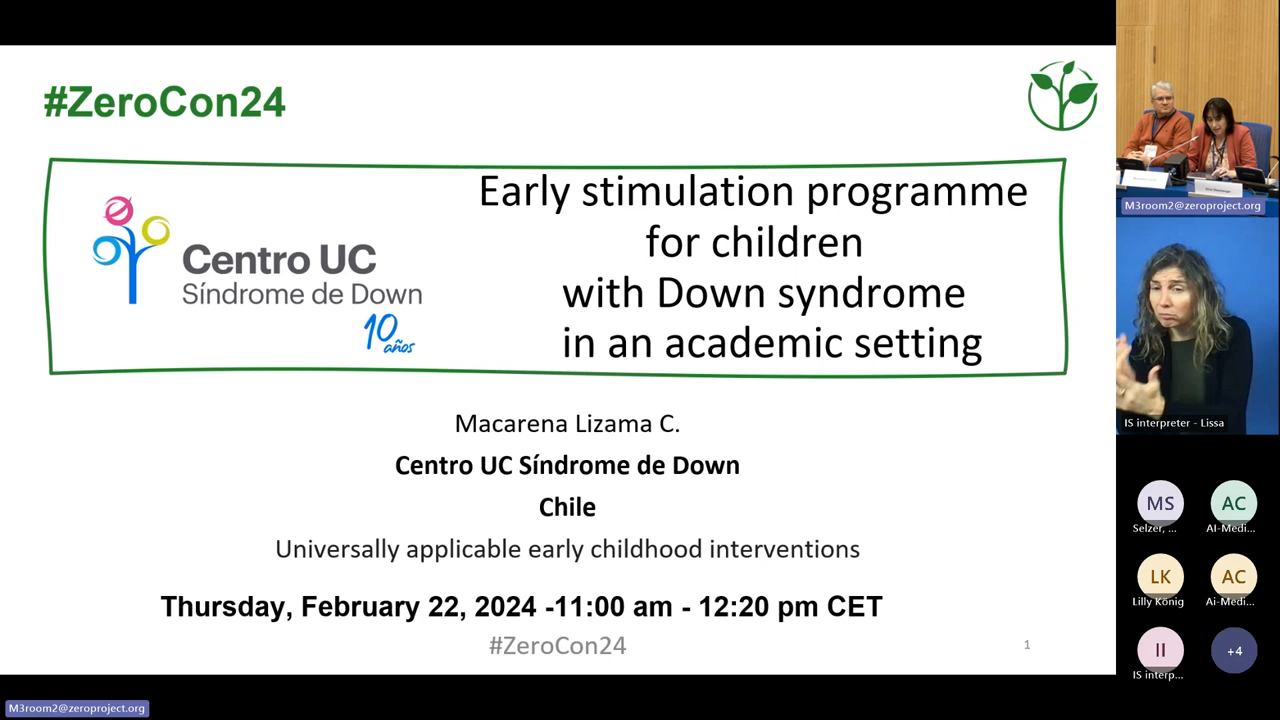 #ZeroCon24
Centro UC
Síndrome de Down
10
años
Early stimulation programme
for children
with Down syndrome
in an academic setting
Macarena Lizama C.
Centro UC Síndrome de Down
Chile
Universally applicable early childhood interventions
Thursday, February 22, 2024 -11:00 am - 12:20 pm CET
#ZeroCon24
1
M3room2@zeroproject.org
M3room2@zeroproject.org
IS interpreter - Lissa
MS
Selzer, ...
AC
AI-Medi...
LK
Lilly König
AC
Ai-Medi...
II
IS interp...
+4